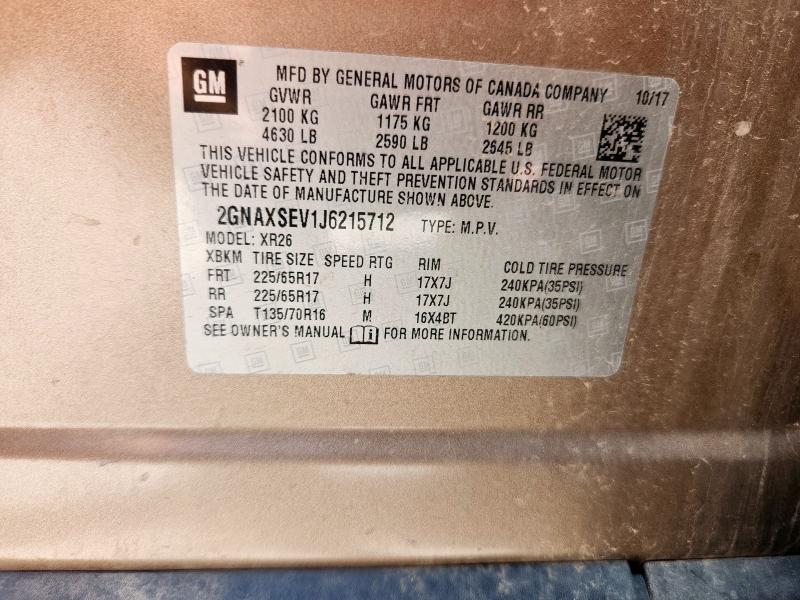 GM
MFD BY GENERAL MOTORS OF CANADA COMPANY 10/17
GVWR GAWR FRT GAWR RR
2100 KG 1175 KG 1200 KG
4630 LB 2590 LB 2645 LB
THIS VEHICLE CONFORMS TO ALL APPLICABLE U.S. FEDERAL MOTOR
VEHICLE SAFETY AND THEFT PREVENTION STANDARDS IN EFFECT ON
THE DATE OF MANUFACTURE SHOWN ABOVE.
2GNAXSEV1J6215712 TYPE: M.P.V.
MODEL: XR26
XBKM TIRE SIZE SPEED RTG RIM COLD TIRE PRESSURE
FRT 225/65R17 H 17X7J 240KPA(35PSI)
RR 225/65R17 H 17X7J 240KPA(35PSI)
SPA T135/70R16 M 16X4BT 420KPA(60PSI)
SEE OWNER'S MANUAL i FOR MORE INFORMATION.